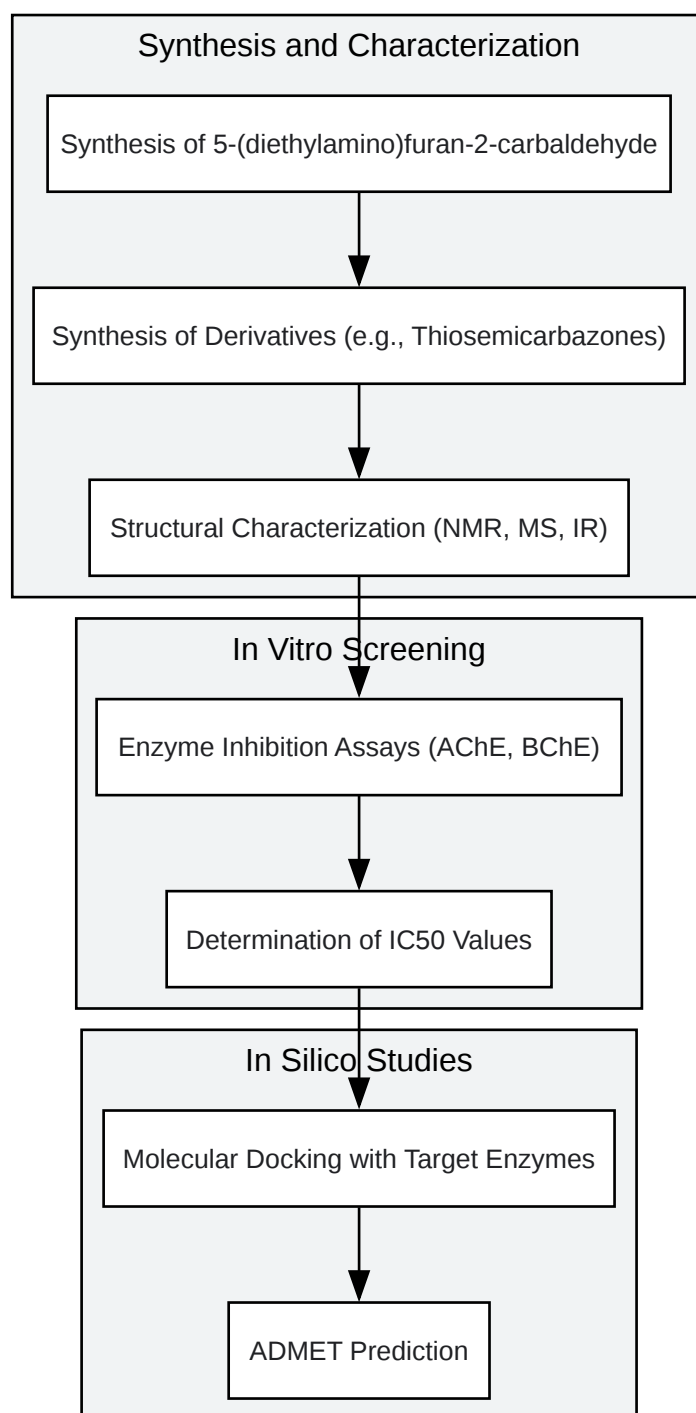 Synthesis and Characterization
Synthesis of 5-(diethylamino)furan-2-carbaldehyde
Synthesis of Derivatives (e.g., Thiosemicarbazones)
Structural Characterization (NMR, MS, IR)
In Vitro Screening
Enzyme Inhibition Assays (AChE, BChE)
Determination of IC50 Values
In Silico Studies
Molecular Docking with Target Enzymes
ADMET Prediction